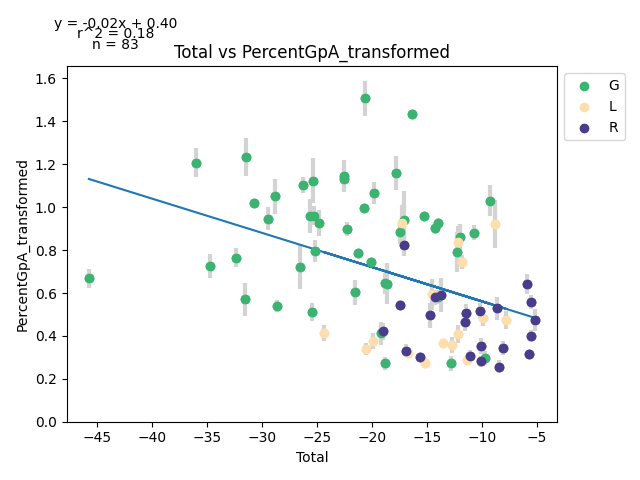 y = -0.02x + 0.40
r^2 = 0.18
n = 83
Total vs PercentGpA_transformed
G
L
R
PercentGpA_transformed
1.6
1.4
1.2
1.0
0.8
0.6
0.4
0.2
0.0
−45 −40 −35 −30 −25 −20 −15 −10 −5
Total